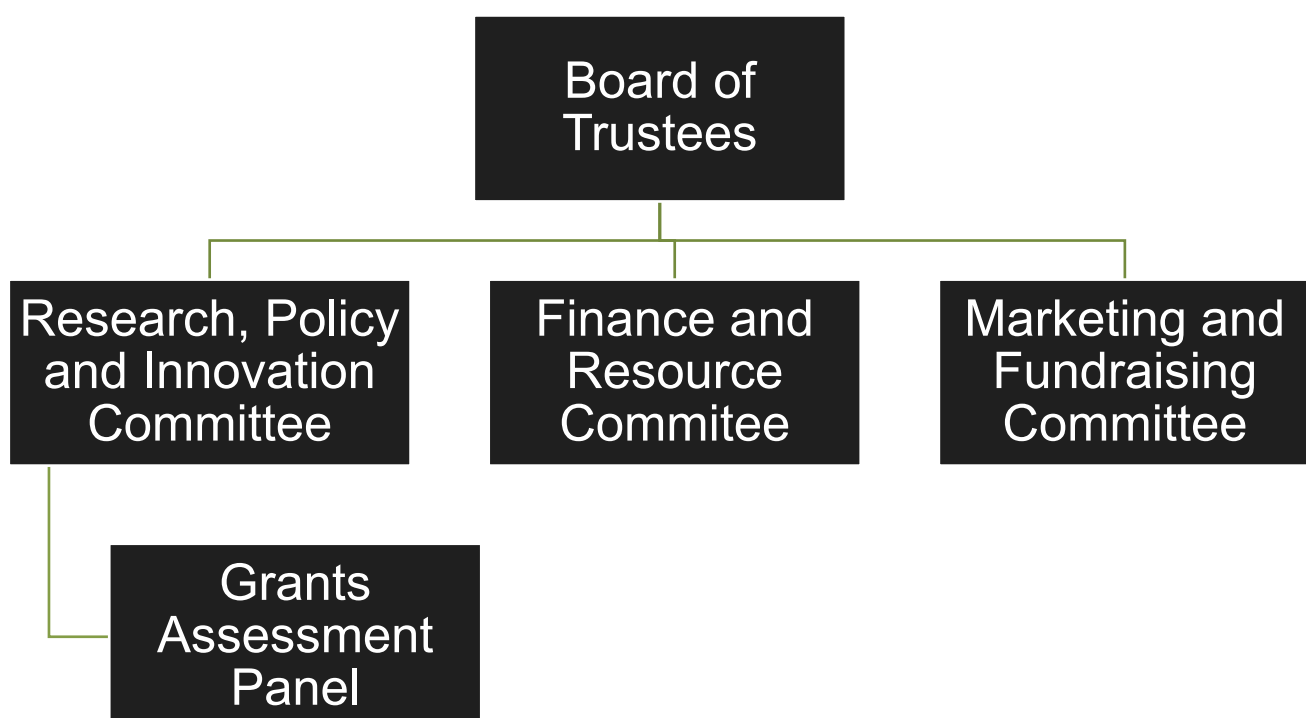 Board of
Trustees
Research, Policy
and Innovation
Committee
Finance and
Resource
Commitee
Marketing and
Fundraising
Committee
Grants
Assessment
Panel